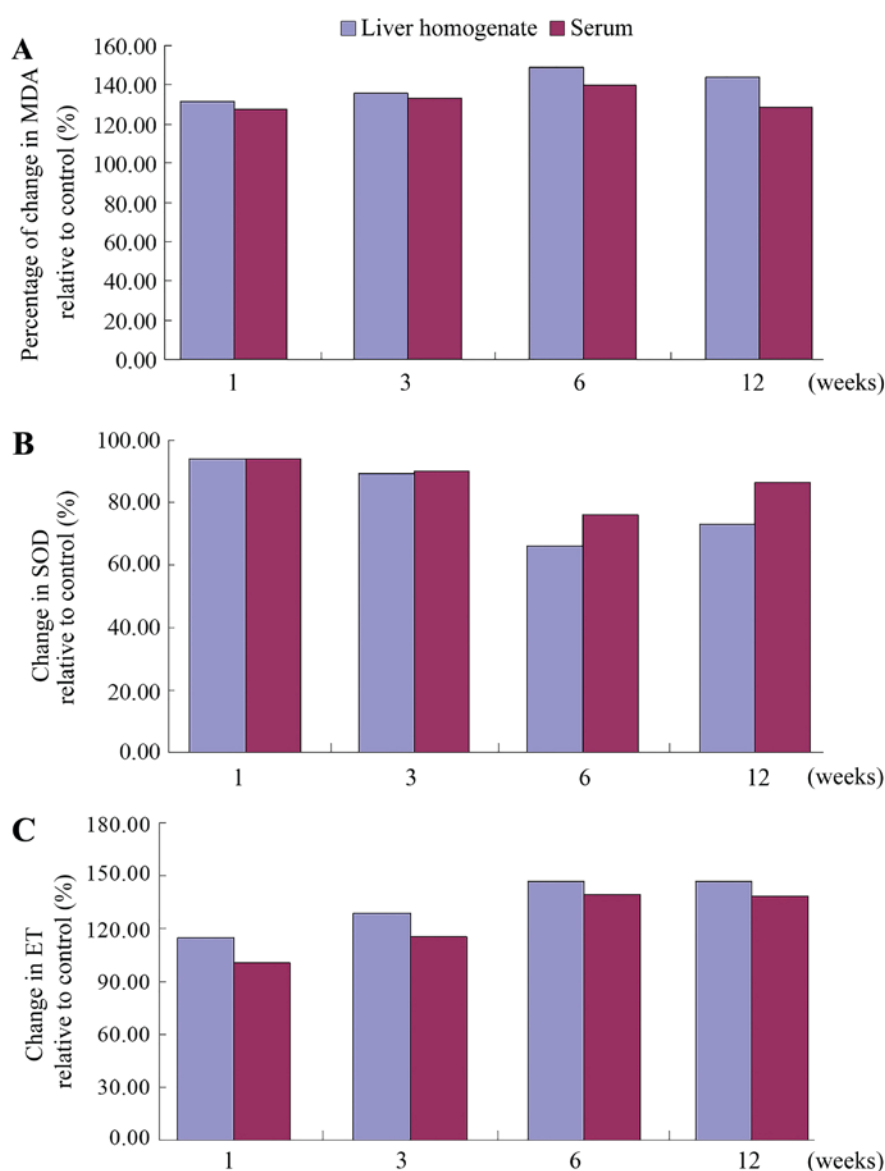 Liver homogenate Serum
A
Percentage of change in MDA
relative to control (%)
160.00
140.00
120.00
100.00
80.00
60.00
40.00
20.00
0.00
1 3 6 12 (weeks)
B
Change in SOD
relative to control (%)
100.00
80.00
60.00
40.00
20.00
0.00
1 3 6 12 (weeks)
C
Change in ET
relative to control (%)
180.00
150.00
120.00
90.00
60.00
30.00
0.00
1 3 6 12 (weeks)